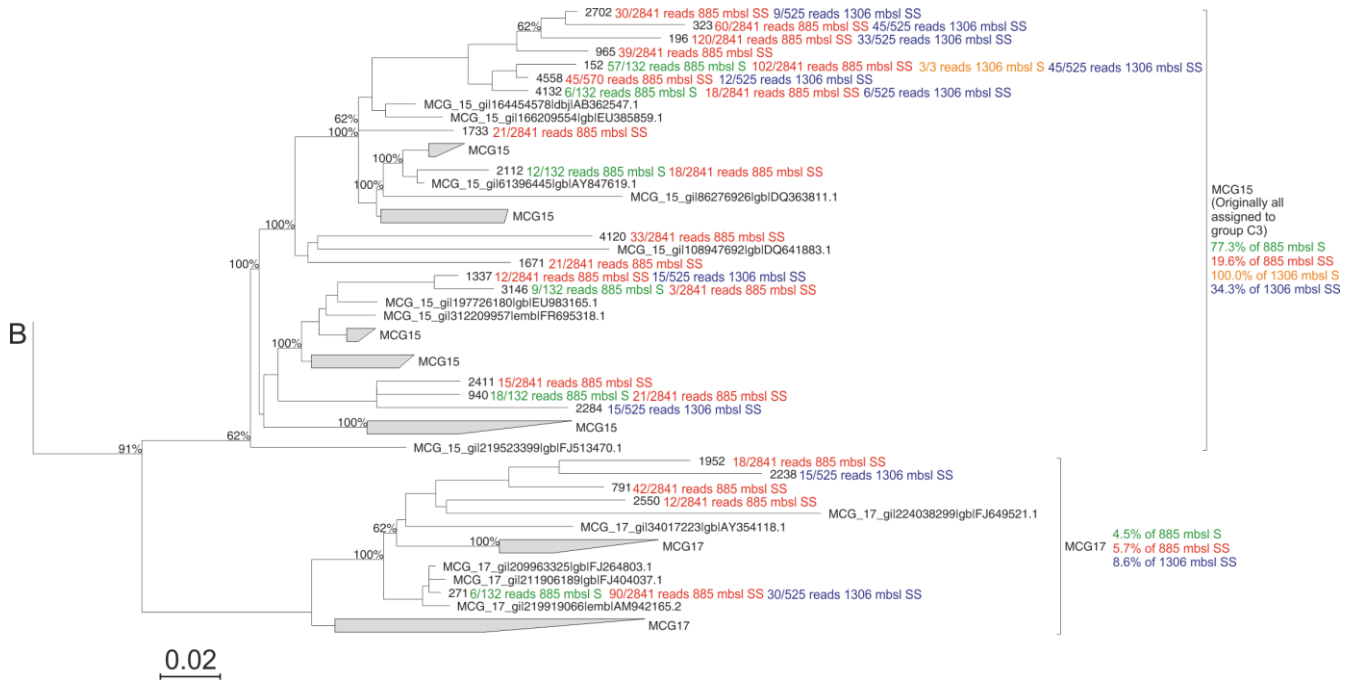 2702 30/2841 reads 885 mbsl SS 9/525 reads 1306 mbsl SS
62%
323 60/2841 reads 885 mbsl SS 45/525 reads 1306 mbsl SS
196 120/2841 reads 885 mbsl SS 33/525 reads 1306 mbsl SS
965 39/2841 reads 885 mbsl SS
152 57/132 reads 885 mbsl S 102/2841 reads 885 mbsl SS 3/3 reads 1306 mbsl S 45/525 reads 1306 mbsl SS
4558 45/570 reads 885 mbsl SS 12/525 reads 1306 mbsl SS
4132 6/132 reads 885 mbsl S 18/2841 reads 885 mbsl SS 6/525 reads 1306 mbsl SS
MCG_15_gi|164454578|dbj|AB362547.1
62% MCG_15_gi|166209554|gb|EU385859.1
100% 1733 21/2841 reads 885 mbsl SS
100% MCG15
2112 12/132 reads 885 mbsl S 18/2841 reads 885 mbsl SS
100% MCG_15_gi|61396445|gb|AY847619.1
MCG_15_gi|86276926|gb|DQ363811.1
MCG15
100% 4120 33/2841 reads 885 mbsl SS
MCG_15_gi|108947692|gb|DQ641883.1
100% 1671 21/2841 reads 885 mbsl SS
1337 12/2841 reads 885 mbsl SS 15/525 reads 1306 mbsl SS
3146 9/132 reads 885 mbsl S 3/2841 reads 885 mbsl SS
MCG_15_gi|197726180|gb|EU983165.1
MCG_15_gi|312209957|emb|FR695318.1
MCG15
100%
MCG15
2411 15/2841 reads 885 mbsl SS
940 18/132 reads 885 mbsl S 21/2841 reads 885 mbsl SS
2284 15/525 reads 1306 mbsl SS
100% MCG15
62%
MCG_15_gi|219523399|gb|FJ513470.1
MCG15
(Originally all
assigned to
group C3)
77.3% of 885 mbsl S
19.6% of 885 mbsl SS
100.0% of 1306 mbsl S
34.3% of 1306 mbsl SS
B
91%
1952 18/2841 reads 885 mbsl SS
2238 15/525 reads 1306 mbsl SS
791 42/2841 reads 885 mbsl SS
2550 12/2841 reads 885 mbsl SS
MCG_17_gi|224038299|gb|FJ649521.1
62% MCG_17_gi|34017223|gb|AY354118.1
100% MCG17
100%
MCG_17_gi|209963325|gb|FJ264803.1
MCG_17_gi|211906189|gb|FJ404037.1
271 6/132 reads 885 mbsl S 90/2841 reads 885 mbsl SS 30/525 reads 1306 mbsl SS
MCG_17_gi|219919066|emb|AM942165.2
MCG17
MCG17
4.5% of 885 mbsl S
5.7% of 885 mbsl SS
8.6% of 1306 mbsl SS
0.02